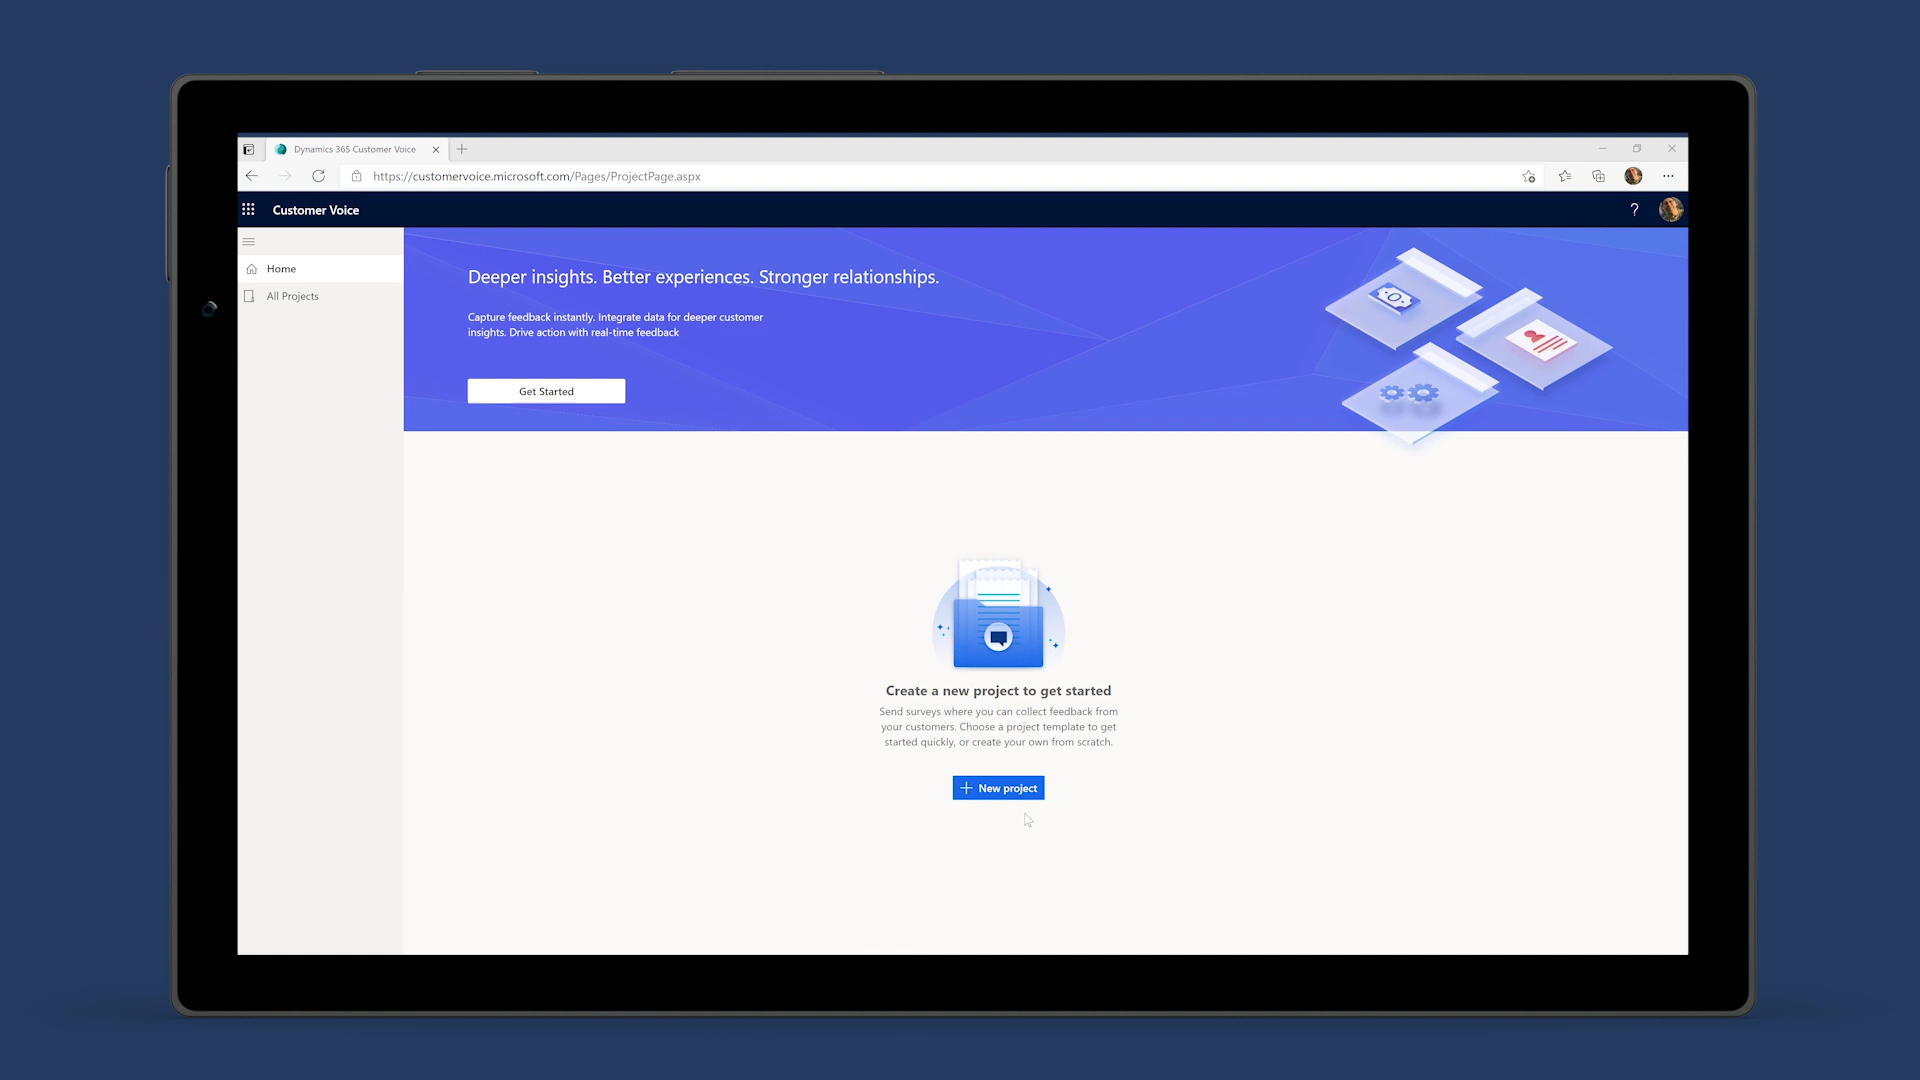 Dynamics 365 Customer Voice
https://customervoice.microsoft.com/Pages/ProjectPage.aspx
Customer Voice
?
Home
All Projects
Deeper insights. Better experiences. Stronger relationships.
Capture feedback instantly. Integrate data for deeper customer
insights. Drive action with real-time feedback
Get Started
Create a new project to get started
Send surveys where you can collect feedback from
your customers. Choose a project template to get
started quickly, or create your own from scratch.
New project